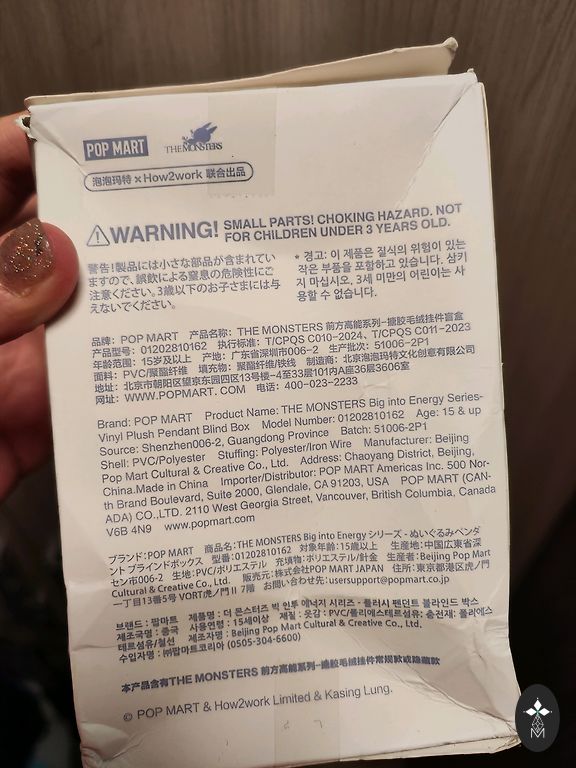 POP MART
THE MONSTERS
泡泡玛特 × How2work 联合出品
WARNING! SMALL PARTS! CHOKING HAZARD. NOT
FOR CHILDREN UNDER 3 YEARS OLD.
警告!製品には小さな部品が含まれてい
ますので、誤飲による窒息の危険性にご
注意ください。3歳以下のお子さまには与
えないでください。
* 경고: 이 제품은 질식의 위험이 있는
작은 부품을 포함하고 있습니다. 삼키
지 마십시오. 3세 미만의 어린이는 사
용할 수 없습니다.
品牌: POP MART 产品名称: THE MONSTERS 前方高能系列-搪胶毛绒挂件盲盒
产品型号: 01202810162 执行标准: T/CPQS C010-2024、T/CPQS C011-2023
年龄范围: 15岁及以上 产地: 广东省深圳市006-2 生产批次: 51006-2P1
面料: PVC/聚酯纤维 填充物: 聚酯纤维/铁线 制造商: 北京泡泡玛特文化创意有限公司
地址: 北京市朝阳区望京东园四区13号楼-4至33层101内A座36层3606室
网址: WWW.POPMART.COM 电话: 400-023-2233
Brand: POP MART Product Name: THE MONSTERS Big into Energy Series-
Vinyl Plush Pendant Blind Box Model Number: 01202810162 Age: 15 & up
Source: Shenzhen006-2, Guangdong Province Batch: 51006-2P1
Shell: PVC/Polyester Stuffing: Polyester/Iron Wire Manufacturer: Beijing
Pop Mart Cultural & Creative Co., Ltd. Address: Chaoyang District, Beijing,
China.Made in China Importer/Distributor: POP MART Americas Inc. 500 Nor-
th Brand Boulevard, Suite 2000, Glendale, CA 91203, USA POP MART (CAN-
ADA) CO.,LTD. 2110 West Georgia Street, Vancouver, British Columbia, Canada
V6B 4N9 www.popmart.com
ブランド: POP MART 商品名: THE MONSTERS Big into Energy シリーズ - ぬいぐるみペンダ
ント ブラインドボックス 型番: 01202810162 対象年齢: 15歳以上 生産地: 中国広東省深
セン市006-2 生地: PVC/ポリエステル 充填物: ポリエステル/針金 生産者: Beijing Pop Mart
Cultural & Creative Co., Ltd. 販売元: 株式会社POP MART JAPAN 住所: 東京都港区虎ノ門
一丁目13番5号 VORT虎ノ門Ⅱ 7階 お問い合わせ先: usersupport@popmart.co.jp
브랜드 : 팝마트 제품명 : 더 몬스터즈 빅 인투 에너지 시리즈 - 플러시 펜던트 블라인드 박스
제조국명 : 중국 사용연령 : 15세이상 재질 : 옷감 : PVC/폴리에스테르섬유; 충전재: 폴리에스
테르섬유/철선 제조자명 : Beijing Pop Mart Cultural & Creative Co., Ltd.
수입자명 : ㈜팝마트코리아 (0505-304-6600)
本产品含有THE MONSTERS 前方高能系列-搪胶毛绒挂件常规款或隐藏款
© POP MART & How2work Limited & Kasing Lung.